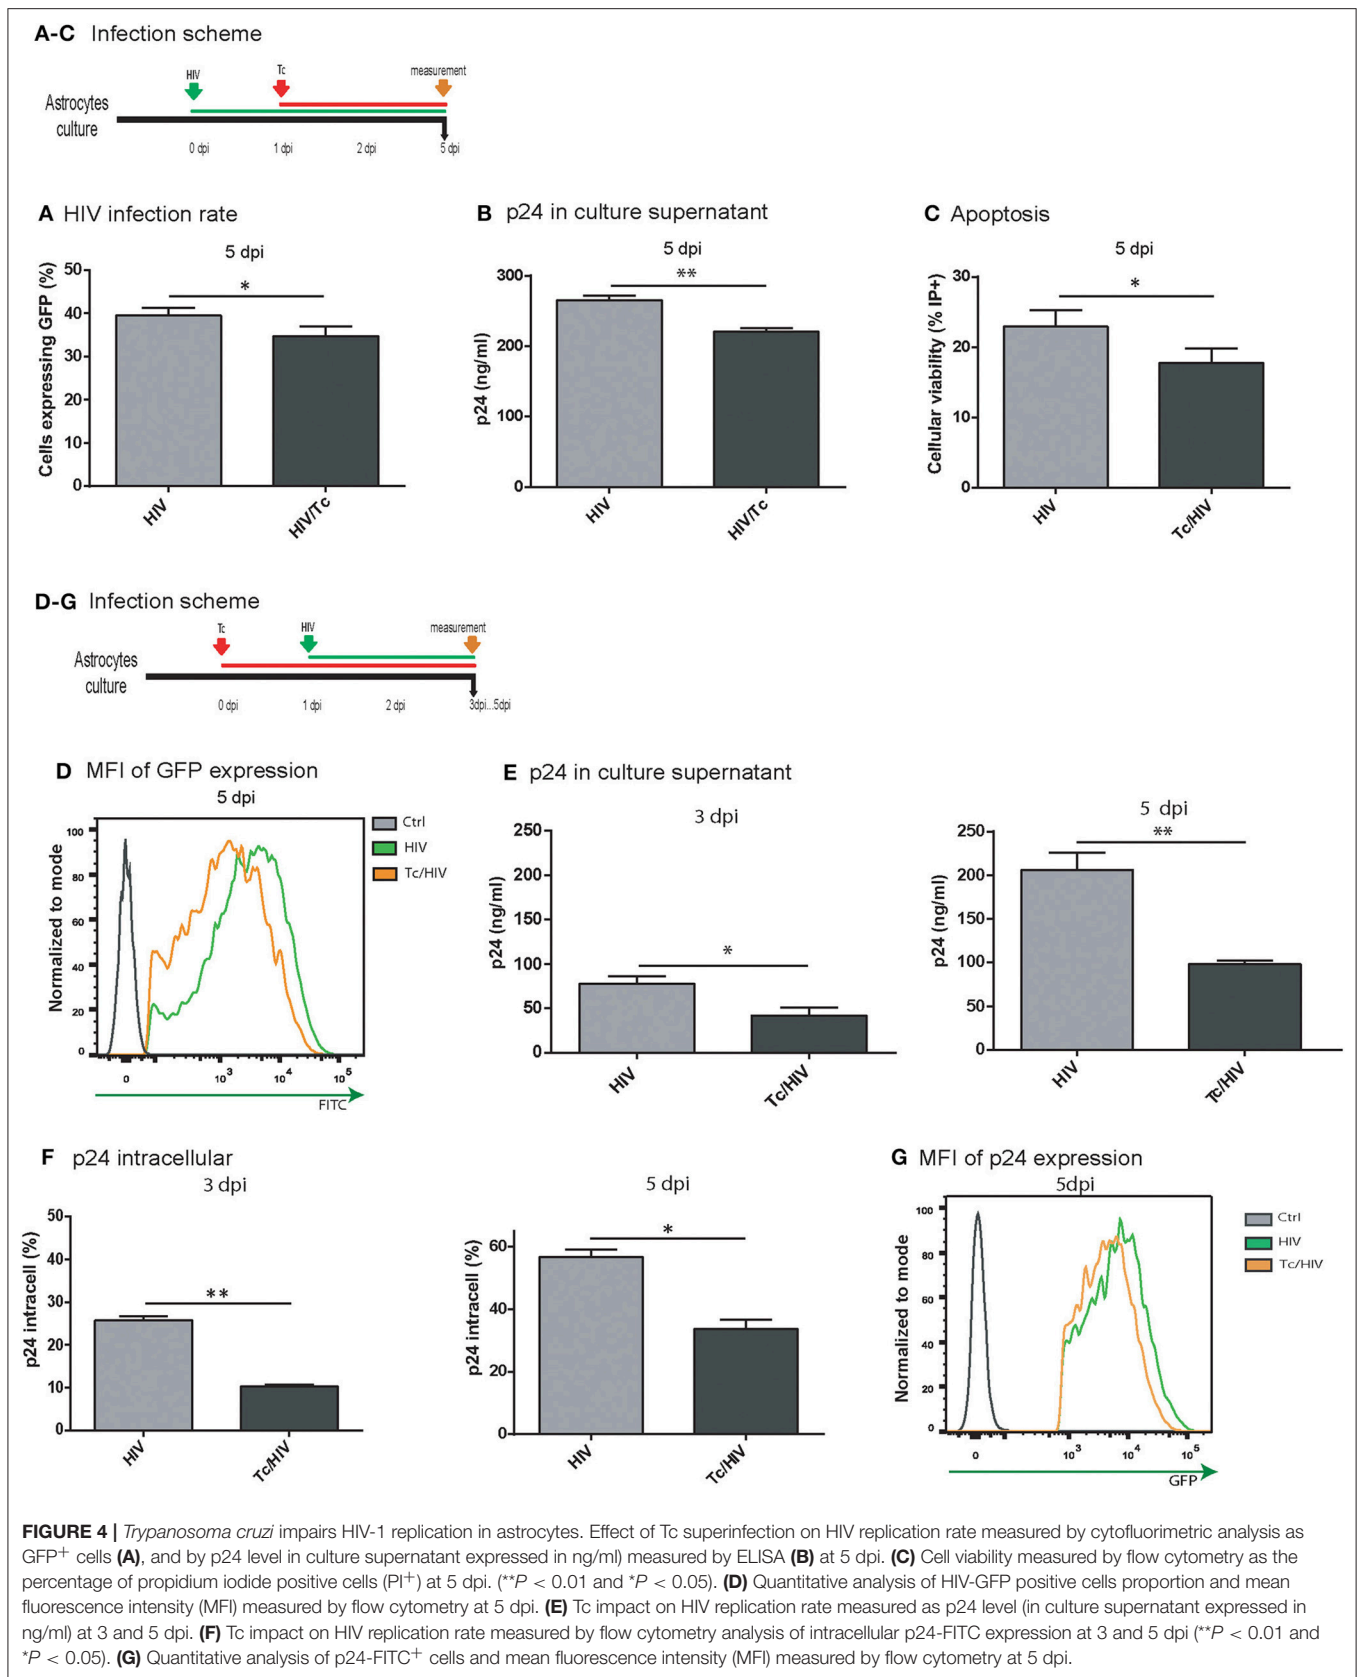 A-C Infection scheme
HIV
Tc
measurement
Astrocytes
culture
0 dpi
1 dpi
2 dpi
5 dpi
A HIV infection rate
5 dpi
Cells expressing GFP (%)
50
40
30
20
10
0
*
HIV
HIV/Tc
B p24 in culture supernatant
5 dpi
p24 (ng/ml)
300
200
100
0
**
HIV
HIV/Tc
C Apoptosis
5 dpi
Cellular viability (% IP+)
30
20
10
0
*
HIV
Tc/HIV
D-G Infection scheme
Tc
HIV
measurement
Astrocytes
culture
0 dpi
1 dpi
2 dpi
3dpi...5dpi
D MFI of GFP expression
5 dpi
Normalized to mode
100
80
60
40
20
0
0
10³
10⁴
10⁵
FITC
Ctrl
HIV
Tc/HIV
E p24 in culture supernatant
3 dpi
p24 (ng/ml)
250
200
150
100
50
0
*
HIV
Tc/HIV
5 dpi
p24 (ng/ml)
250
200
150
100
50
0
**
HIV
Tc/HIV
F p24 intracellular
3 dpi
p24 intracell (%)
50
40
30
20
10
0
**
HIV
Tc/HIV
5 dpi
p24 intracell (%)
60
40
20
0
*
HIV
Tc/HIV
G MFI of p24 expression
5dpi
Normalized to mode
100
80
60
40
20
0
0
10³
10⁴
10⁵
GFP
Ctrl
HIV
Tc/HIV
FIGURE 4 | Trypanosoma cruzi impairs HIV-1 replication in astrocytes. Effect of Tc superinfection on HIV replication rate measured by cytofluorimetric analysis as
GFP⁺ cells (A), and by p24 level in culture supernatant expressed in ng/ml) measured by ELISA (B) at 5 dpi. (C) Cell viability measured by flow cytometry as the
percentage of propidium iodide positive cells (PI⁺) at 5 dpi. (**P < 0.01 and *P < 0.05). (D) Quantitative analysis of HIV-GFP positive cells proportion and mean
fluorescence intensity (MFI) measured by flow cytometry at 5 dpi. (E) Tc impact on HIV replication rate measured as p24 level (in culture supernatant expressed in
ng/ml) at 3 and 5 dpi. (F) Tc impact on HIV replication rate measured by flow cytometry analysis of intracellular p24-FITC expression at 3 and 5 dpi (**P < 0.01 and
*P < 0.05). (G) Quantitative analysis of p24-FITC⁺ cells and mean fluorescence intensity (MFI) measured by flow cytometry at 5 dpi.